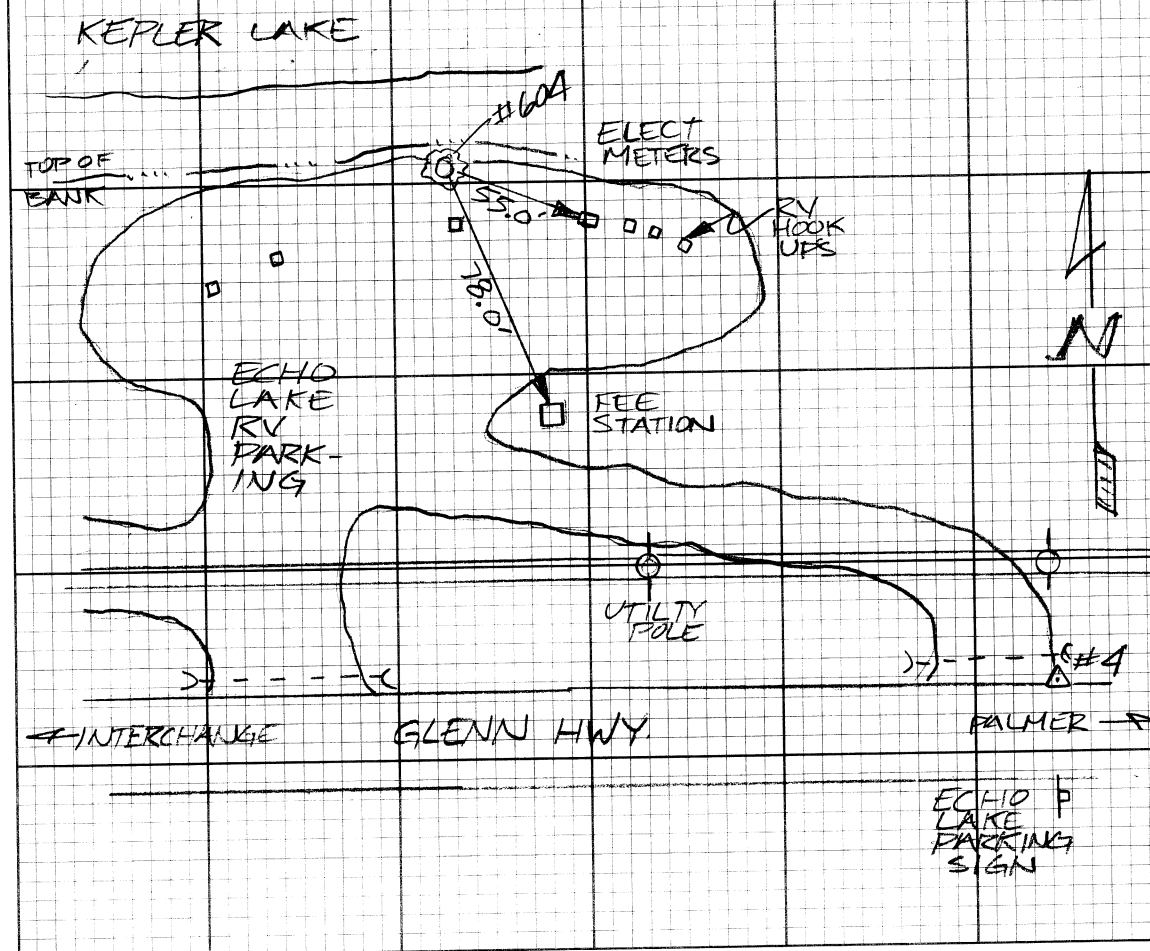 KEPLER LAKE
#604
ELECT
METERS
TOP OF
BANK
55.0'
RV
HOOK
UPS
78.0'
N
ECHO
LAKE
RV
PARK-
ING
FEE
STATION
UTILTY
POLE
#4
INTERCHANGE
GLENN HWY.
PALMER
ECHO
LAKE
PARKING
SIGN